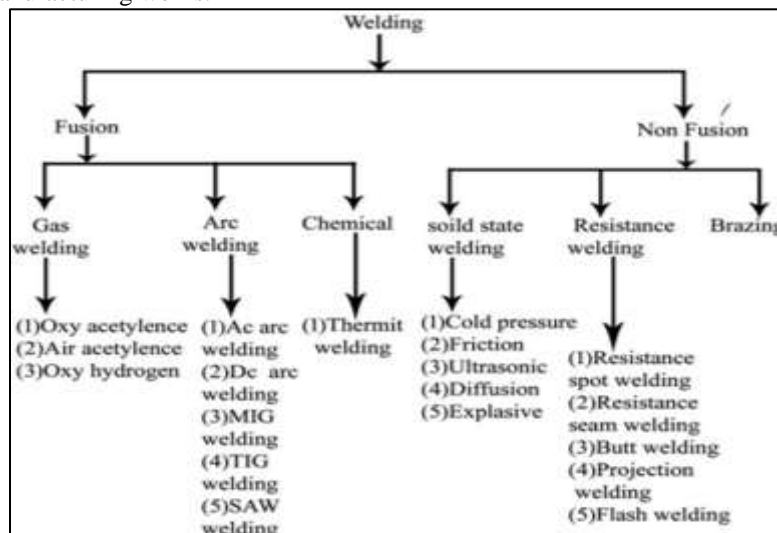 Welding
Fusion
Non Fusion
Gas
welding
Arc
welding
Chemical
soild state
welding
Resistance
welding
Brazing
(1)Oxy acetylence
(2)Air acetylence
(3)Oxy hydrogen
(1)Ac arc
welding
(2)Dc arc
welding
(3)MIG
welding
(4)TIG
welding
(5)SAW
welding
(1)Thermit
welding
(1)Cold pressure
(2)Friction
(3)Ultrasonic
(4)Diffusion
(5)Explasive
(1)Resistance
spot welding
(2)Resistance
seam welding
(3)Butt welding
(4)Projection
welding
(5)Flash welding